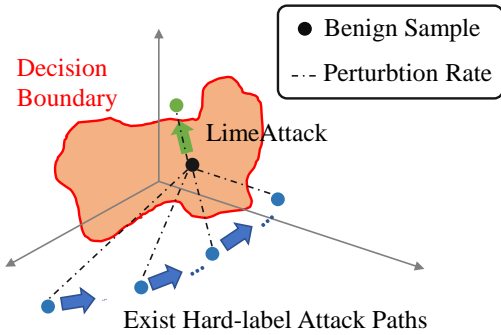 Benign Sample
Perturbtion Rate
Decision
Boundary
LimeAttack
Exist Hard-label Attack Paths